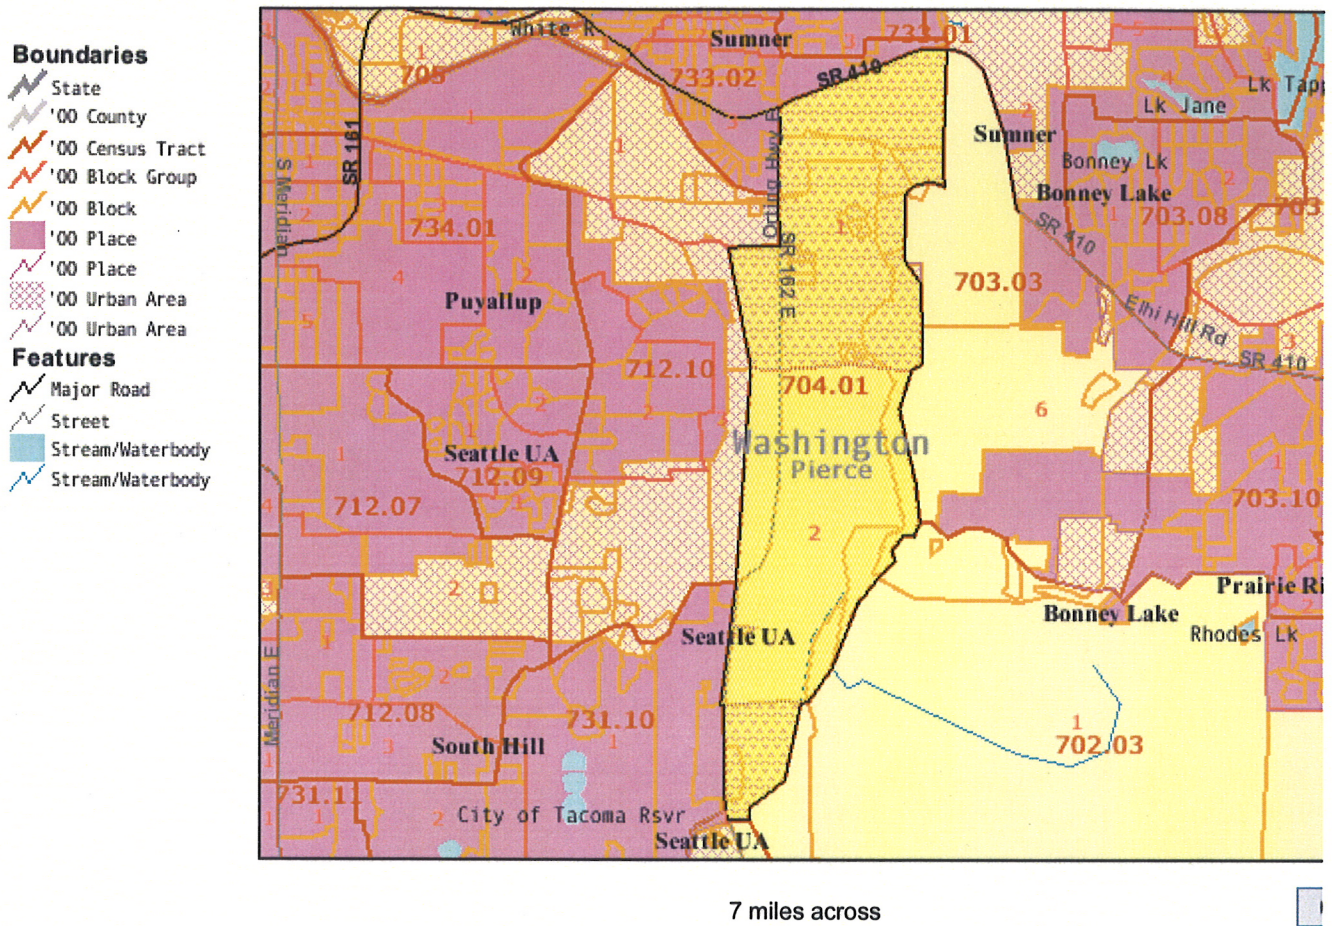 Boundaries
State
'00 County
'00 Census Tract
'00 Block Group
'00 Block
'00 Place
'00 Place
'00 Urban Area
'00 Urban Area
Features
Major Road
Street
Stream/Waterbody
Stream/Waterbody
White R
Sumner
733.01
705
733.02
SR 410
Lk Tapp
Lk Jane
Sumner
SR 161
S Meridian
Bonney Lk
Bonney Lake
703.08
703
734.01
SR 410
SR 162 E
703.03
Puyallup
Elhi Hill Rd
SR 410
712.10
704.01
6
Washington
Pierce
Seattle UA
712.09
712.07
703.10
2
2
Prairie Ri
Bonney Lake
Rhodes Lk
Seattle UA
Meridian E
712.08
731.10
1
702.03
South Hill
731.11
City of Tacoma Rsvr
Seattle UA
7 miles across